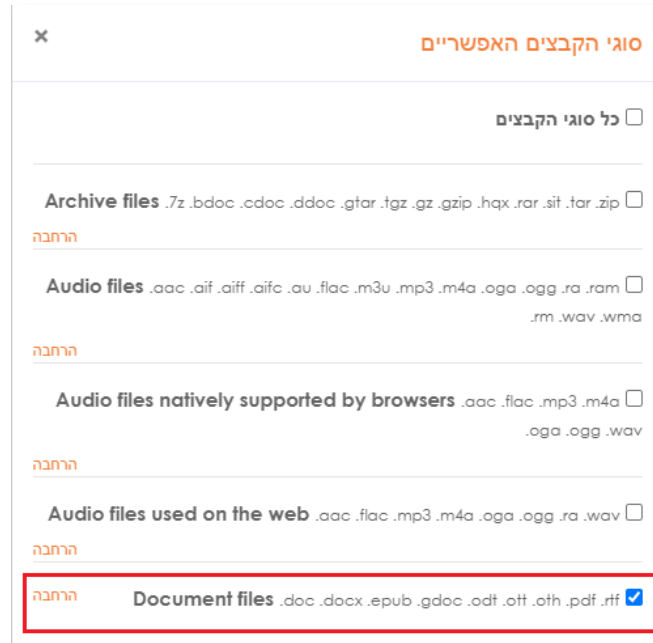 סוגי הקבצים האפשריים ×
כל סוגי הקבצים
Archive files .7z .bdoc .cdoc .ddoc .gtar .tgz .gz .gzip .hqx .rar .sit .tar .zip
הרחבה
Audio files .aac .aif .aiff .aifc .au .flac .m3u .mp3 .m4a .oga .ogg .ra .ram
.rm .wav .wma
הרחבה
Audio files natively supported by browsers .aac .flac .mp3 .m4a
.oga .ogg .wav
הרחבה
Audio files used on the web .aac .flac .mp3 .m4a .oga .ogg .ra .wav
הרחבה
Document files .doc .docx .epub .gdoc .odt .ott .oth .pdf .rtf
הרחבה